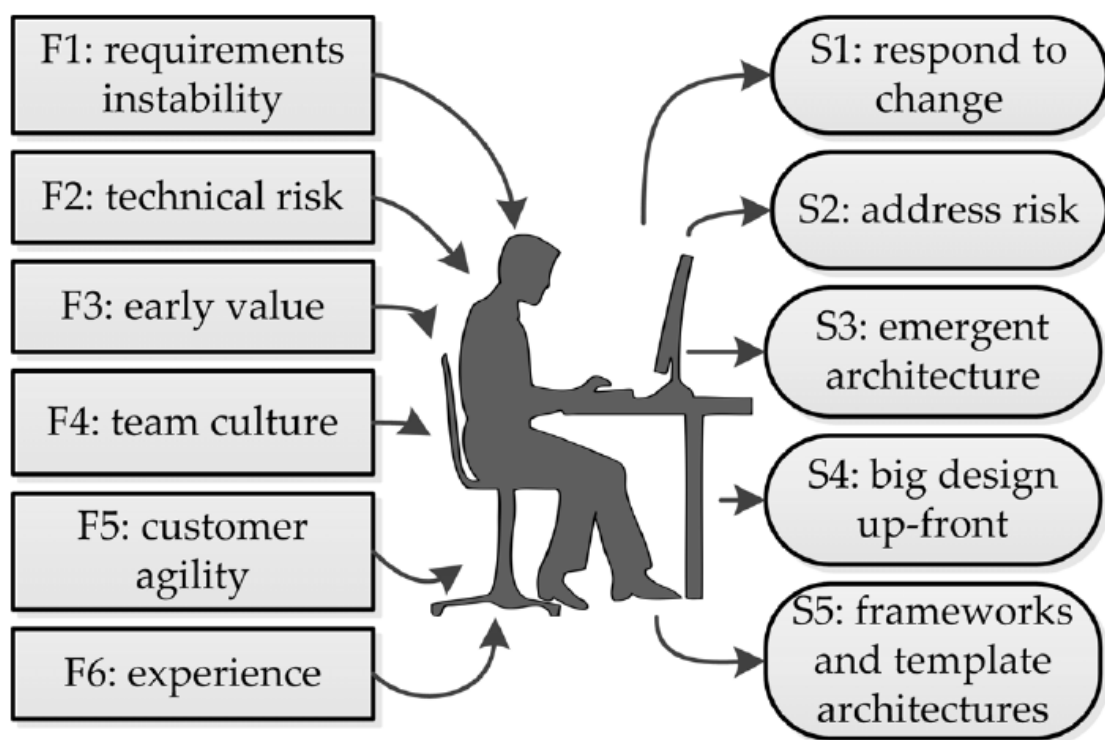 F1: requirements
instability
F2: technical risk
F3: early value
F4: team culture
F5: customer
agility
F6: experience
S1: respond to
change
S2: address risk
S3: emergent
architecture
S4: big design
up-front
S5: frameworks
and template
architectures